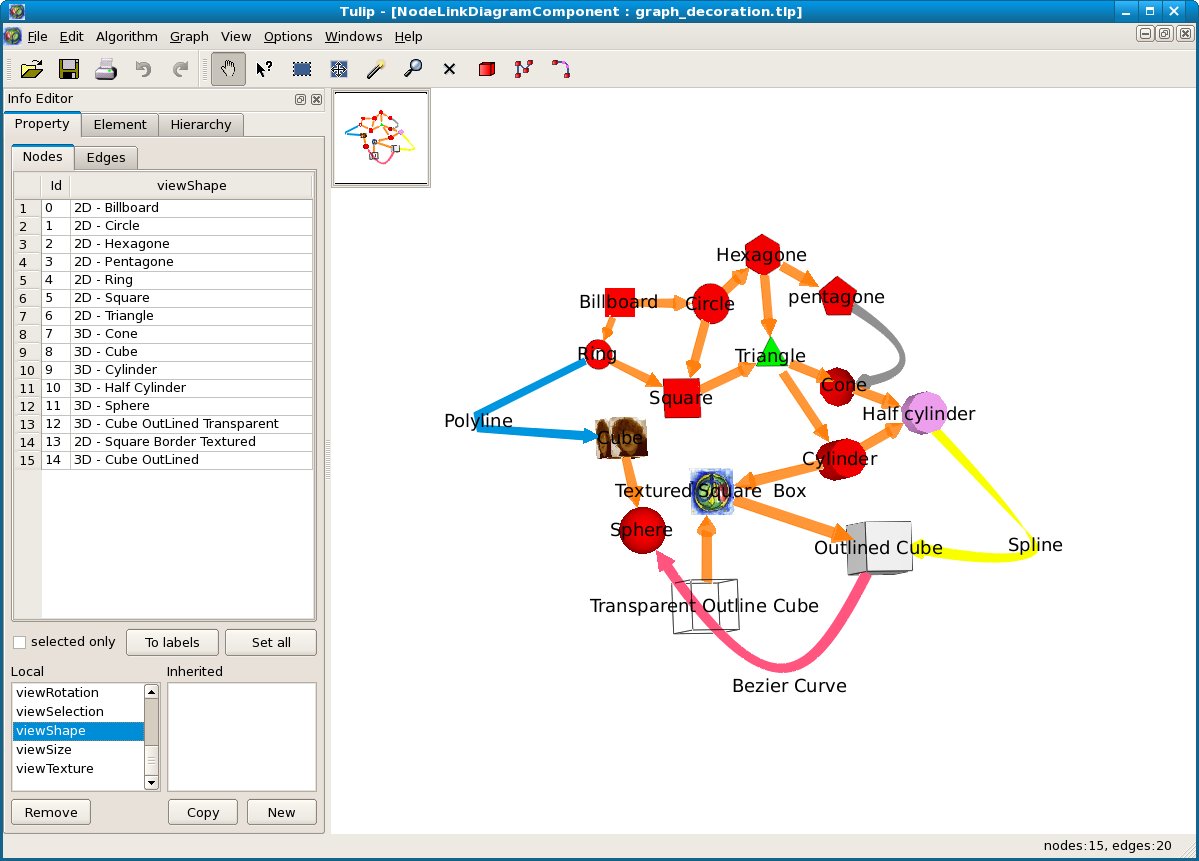 Tulip - [NodeLinkDiagramComponent : graph_decoration.tlp]
File Edit Algorithm Graph View Options Windows Help
Info Editor
Property Element Hierarchy
Nodes Edges
Id viewShape
1 0 2D - Billboard
2 1 2D - Circle
3 2 2D - Hexagone
4 3 2D - Pentagone
5 4 2D - Ring
6 5 2D - Square
7 6 2D - Triangle
8 7 3D - Cone
9 8 3D - Cube
10 9 3D - Cylinder
11 10 3D - Half Cylinder
12 11 3D - Sphere
13 12 3D - Cube OutLined Transparent
14 13 2D - Square Border Textured
15 14 3D - Cube OutLined
selected only To labels Set all
Local Inherited
viewRotation
viewSelection
viewShape
viewSize
viewTexture
Remove Copy New
Hexagone
pentagone
Billboard Circle
Ring Triangle
Cone
Square
Half cylinder
Polyline
Cube
Cylinder
Textured Square Box
Sphere
Outlined Cube Spline
Transparent Outline Cube
Bezier Curve
nodes:15, edges:20